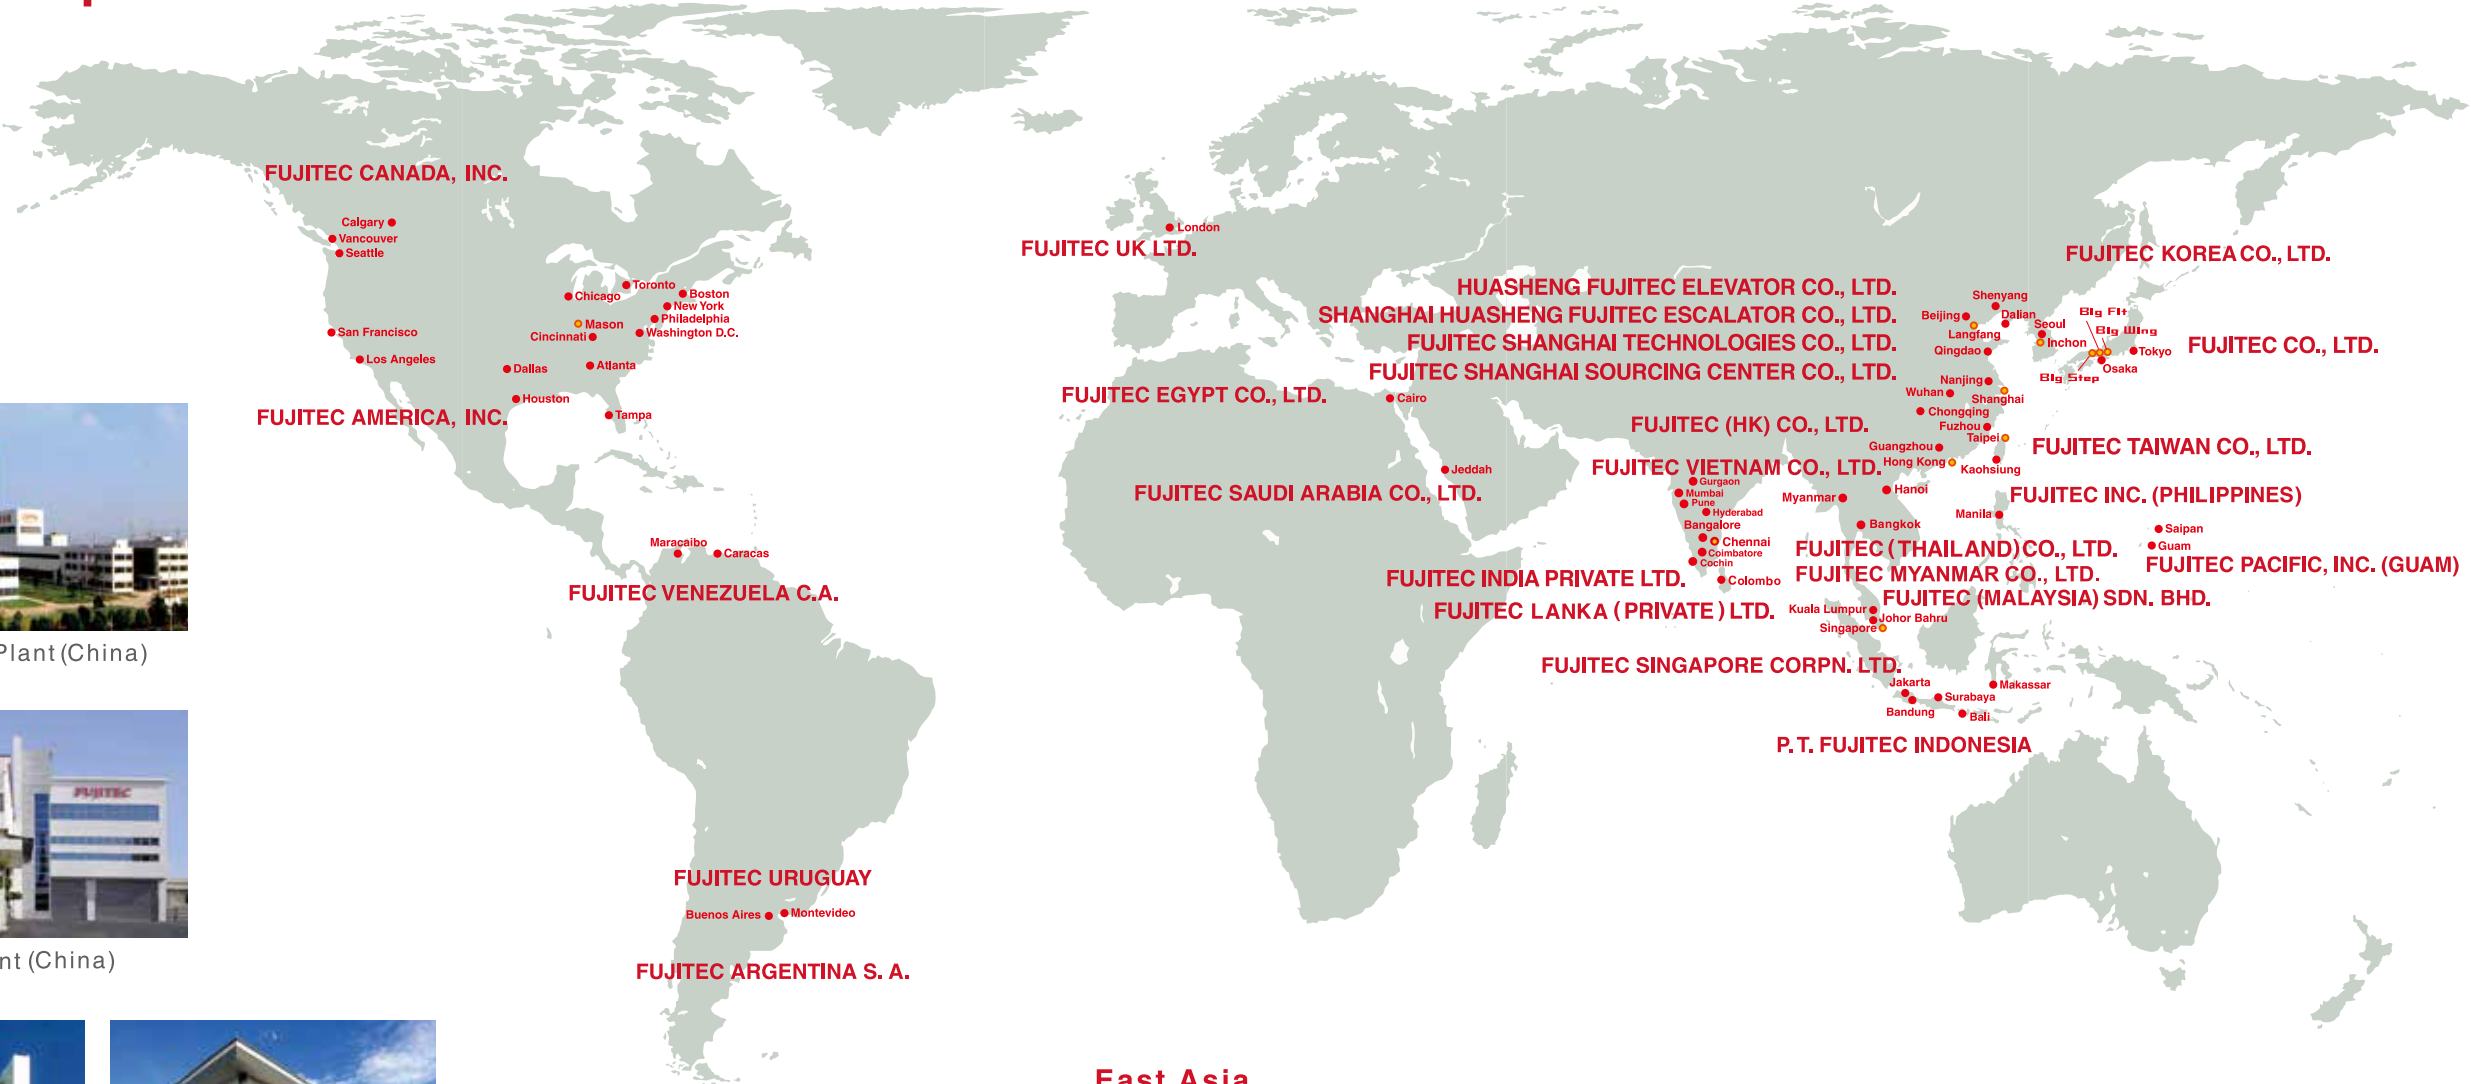 FUJITEC CANADA, INC.
Calgary
Vancouver
Seattle
Toronto
Chicago
Boston
New York
Philadelphia
Mason
Cincinnati
Washington D.C.
San Francisco
Los Angeles
Dallas
Atlanta
Houston
Tampa
FUJITEC AMERICA, INC.
Maracaibo
Caracas
FUJITEC VENEZUELA C.A.
FUJITEC URUGUAY
Buenos Aires
Montevideo
FUJITEC ARGENTINA S. A.
London
FUJITEC UK LTD.
FUJITEC KOREA CO., LTD.
HUASHENG FUJITEC ELEVATOR CO., LTD.
SHANGHAI HUASHENG FUJITEC ESCALATOR CO., LTD.
FUJITEC SHANGHAI TECHNOLOGIES CO., LTD.
FUJITEC SHANGHAI SOURCING CENTER CO., LTD.
Shenyang
Beijing
Dalian
Langfang
Seoul
Inchon
Qingdao
Big Fit
Big Wing
Tokyo
Osaka
Big Step
FUJITEC CO., LTD.
Nanjing
Wuhan
Shanghai
Chongqing
Fuzhou
Taipei
Guangzhou
Hong Kong
Kaohsiung
FUJITEC EGYPT CO., LTD.
Cairo
FUJITEC (HK) CO., LTD.
FUJITEC TAIWAN CO., LTD.
FUJITEC VIETNAM CO., LTD.
Jeddah
FUJITEC SAUDI ARABIA CO., LTD.
Gurgaon
Mumbai
Pune
Hyderabad
Bangalore
Chennai
Coimbatore
Cochin
Colombo
Myanmar
Hanoi
FUJITEC INC. (PHILIPPINES)
Manila
Bangkok
Saipan
Guam
FUJITEC (THAILAND) CO., LTD.
FUJITEC PACIFIC, INC. (GUAM)
FUJITEC INDIA PRIVATE LTD.
FUJITEC MYANMAR CO., LTD.
FUJITEC (MALAYSIA) SDN. BHD.
FUJITEC LANKA (PRIVATE) LTD.
Kuala Lumpur
Johor Bahru
Singapore
FUJITEC SINGAPORE CORPN. LTD.
Jakarta
Makassar
Surabaya
Bandung
Bali
P.T. FUJITEC INDONESIA
Plant (China)
FUJITEC
nt (China)
East Asia